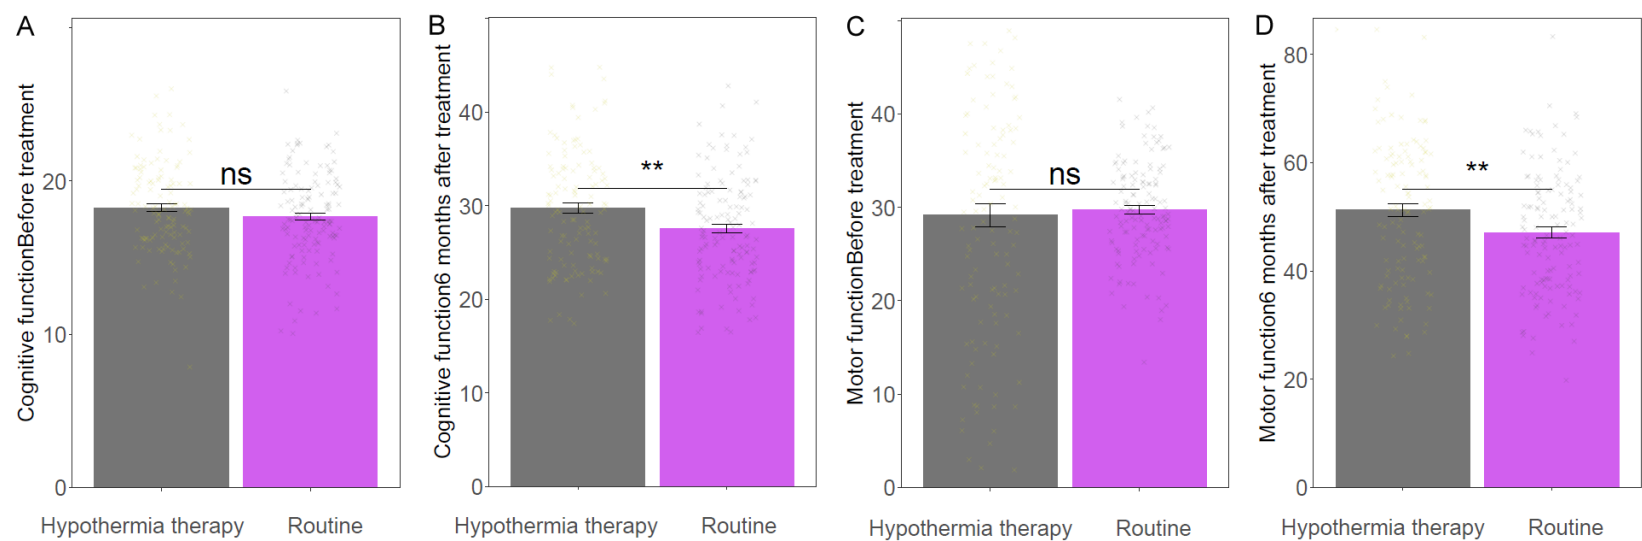 A
Cognitive functionBefore treatment
20
10
0
ns
Hypothermia therapy
Routine
B
Cognitive function6 months after treatment
40
30
20
10
0
**
Hypothermia therapy
Routine
C
Motor functionBefore treatment
40
30
20
10
0
ns
Hypothermia therapy
Routine
D
Motor function6 months after treatment
80
60
40
20
0
**
Hypothermia therapy
Routine